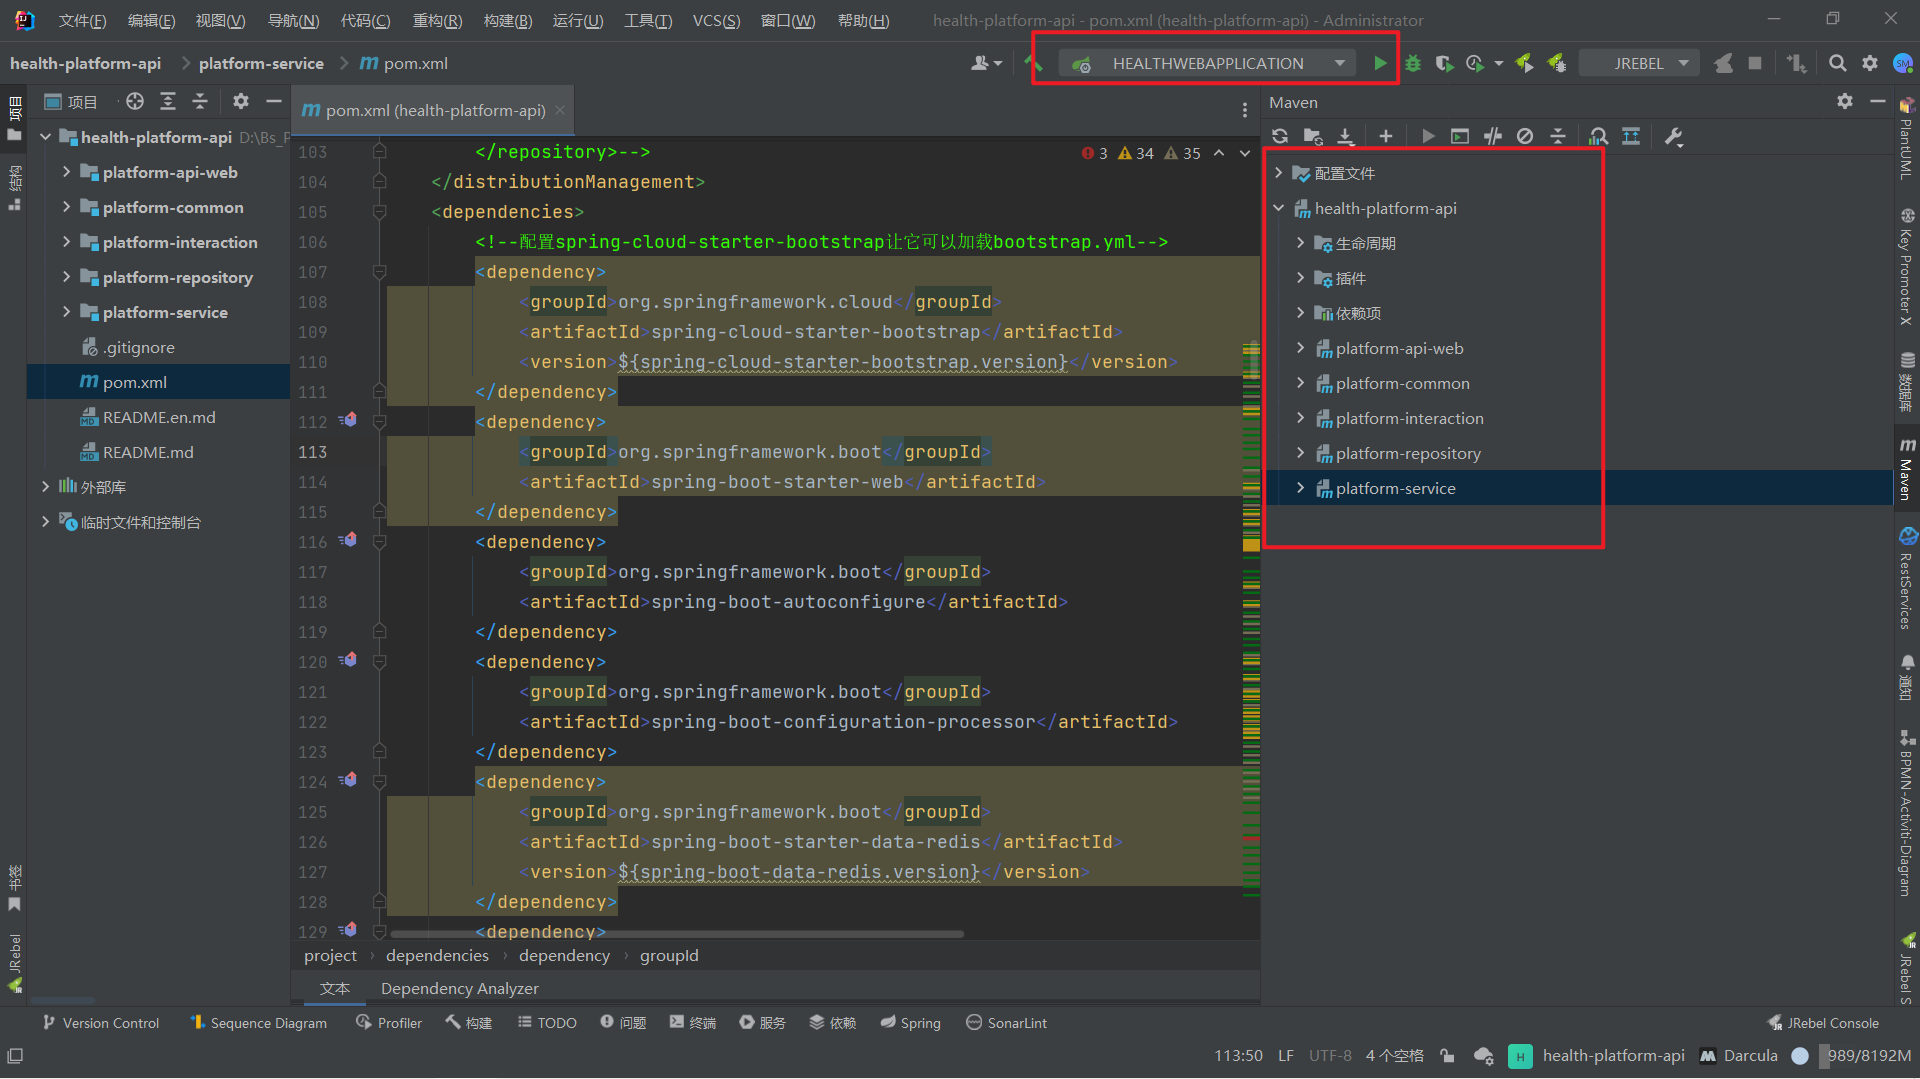 文件(F) 编辑(E) 视图(V) 导航(N) 代码(C) 重构(R) 构建(B) 运行(U) 工具(T) VCS(S) 窗口(W) 帮助(H) health-platform-api - pom.xml (health-platform-api) - Administrator
health-platform-api platform-service m pom.xml HEALTHWEBAPPLICATION JREBEL SM
项目
结构
书签
JRebel
项目
health-platform-api D:\Bs_P
platform-api-web
platform-common
platform-interaction
platform-repository
platform-service
.gitignore
m pom.xml
README.en.md
README.md
外部库
临时文件和控制台
m pom.xml (health-platform-api)
3 34 35
103 </repository>-->
104 </distributionManagement>
105 <dependencies>
106 <!--配置spring-cloud-starter-bootstrap让它可以加载bootstrap.yml-->
107 <dependency>
108 <groupId>org.springframework.cloud</groupId>
109 <artifactId>spring-cloud-starter-bootstrap</artifactId>
110 <version>${spring-cloud-starter-bootstrap.version}</version>
111 </dependency>
112 <dependency>
113 <groupId>org.springframework.boot</groupId>
114 <artifactId>spring-boot-starter-web</artifactId>
115 </dependency>
116 <dependency>
117 <groupId>org.springframework.boot</groupId>
118 <artifactId>spring-boot-autoconfigure</artifactId>
119 </dependency>
120 <dependency>
121 <groupId>org.springframework.boot</groupId>
122 <artifactId>spring-boot-configuration-processor</artifactId>
123 </dependency>
124 <dependency>
125 <groupId>org.springframework.boot</groupId>
126 <artifactId>spring-boot-starter-data-redis</artifactId>
127 <version>${spring-boot-data-redis.version}</version>
128 </dependency>
129 <dependency>
project dependencies dependency groupId
文本 Dependency Analyzer
Maven
配置文件
health-platform-api
生命周期
插件
依赖项
platform-api-web
platform-common
platform-interaction
platform-repository
platform-service
PlantUML
Key Promoter X
数据库
m Maven
RestServices
通知
BPMN-Activiti-Diagram
JRebel S
Version Control Sequence Diagram Profiler 构建 TODO 问题 终端 服务 依赖 Spring SonarLint JRebel Console
113:50 LF UTF-8 4 个空格 H health-platform-api Darcula 989/8192M